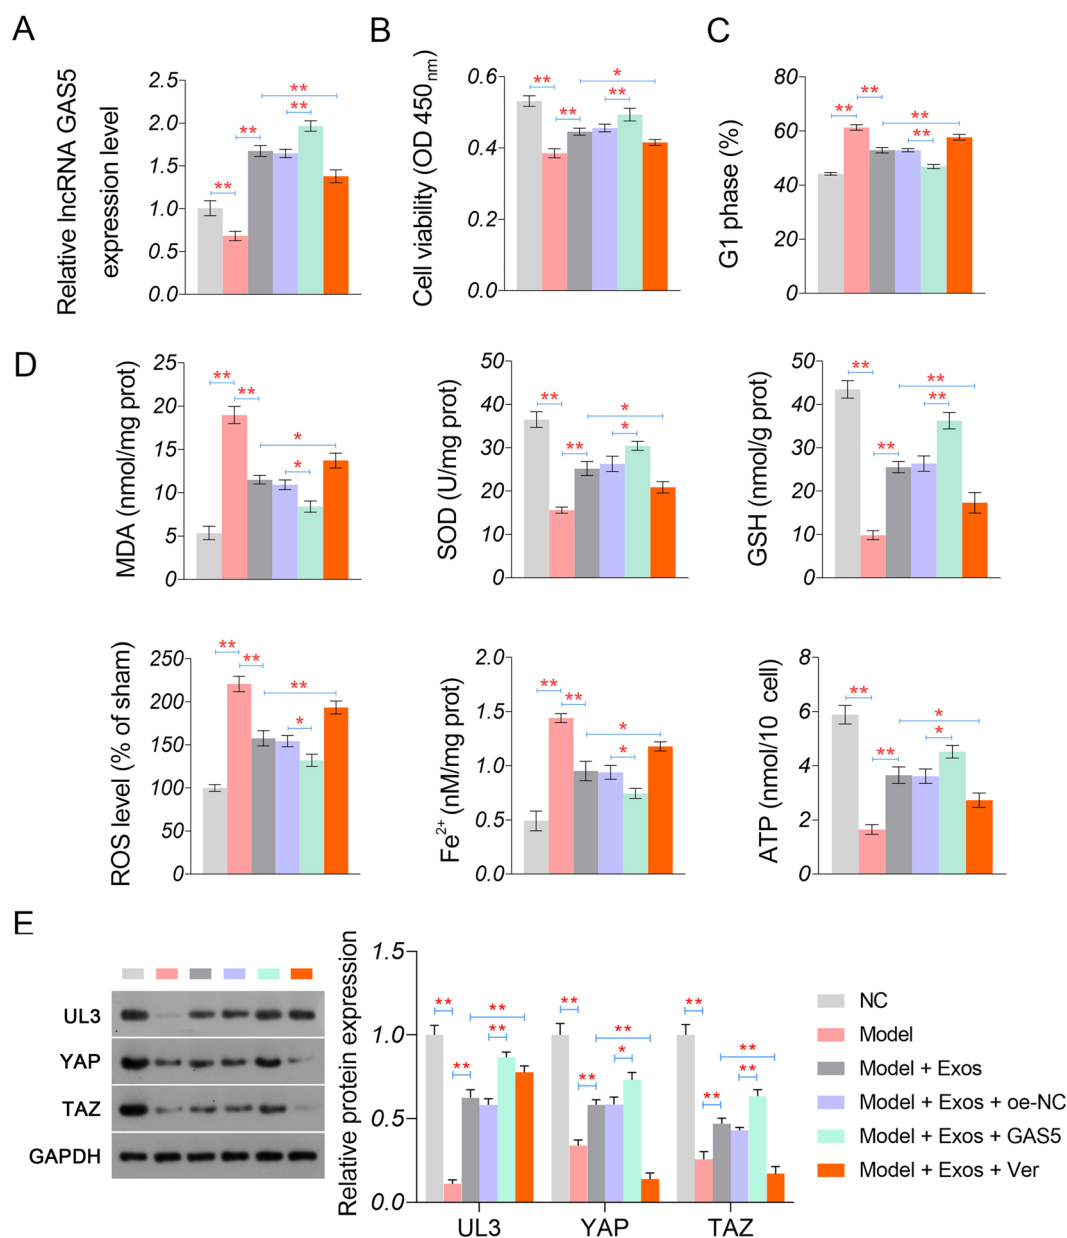 A
Relative lncRNA GAS5
expression level
2.5
2.0
1.5
1.0
0.5
0.0
** ** ** **
B
Cell viability (OD 450nm)
0.6
0.4
0.2
0.0
** ** ** *
C
G1 phase (%)
80
60
40
20
0
** ** ** **
D
MDA (nmol/mg prot)
25
20
15
10
5
0
** ** * *
SOD (U/mg prot)
50
40
30
20
10
0
** ** * *
GSH (nmol/g prot)
50
40
30
20
10
0
** ** ** **
ROS level (% of sham)
250
200
150
100
50
0
** ** * **
Fe2+ (nM/mg prot)
2.0
1.5
1.0
0.5
0.0
** ** * *
ATP (nmol/10 cell)
8
6
4
2
0
** ** * *
E
UL3
YAP
TAZ
GAPDH
Relative protein expression
1.5
1.0
0.5
0.0
** ** ** **
** ** * **
** ** ** **
UL3 YAP TAZ
NC
Model
Model + Exos
Model + Exos + oe-NC
Model + Exos + GAS5
Model + Exos + Ver